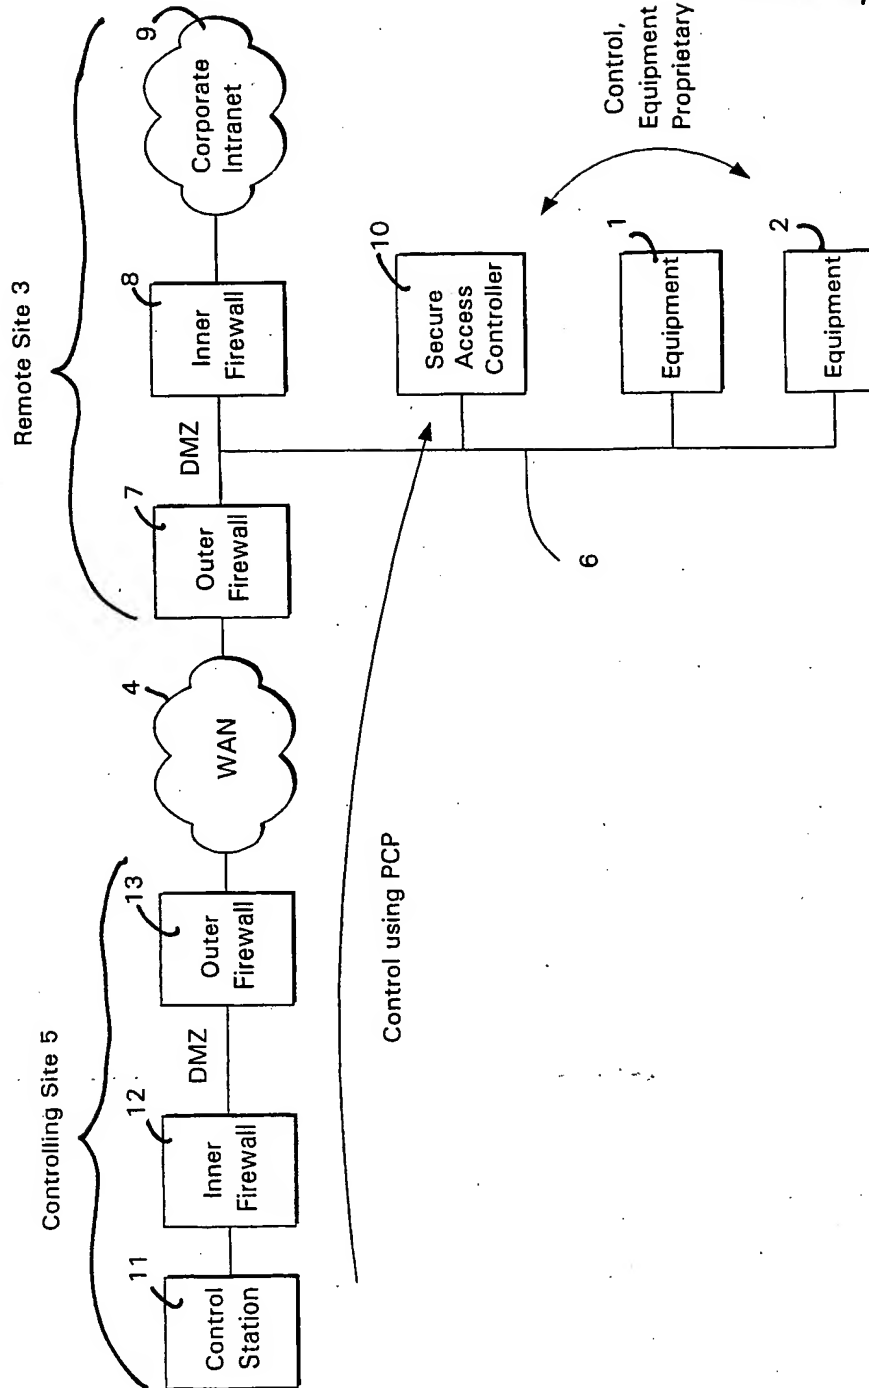 Controlling Site 5
Remote Site 3
11
Control
Station
12
Inner
Firewall
DMZ
13
Outer
Firewall
4
WAN
7
Outer
Firewall
DMZ
8
Inner
Firewall
9
Corporate
Intranet
Control using PCP
6
10
Secure
Access
Controller
1
Equipment
2
Equipment
Control,
Equipment
Proprietary